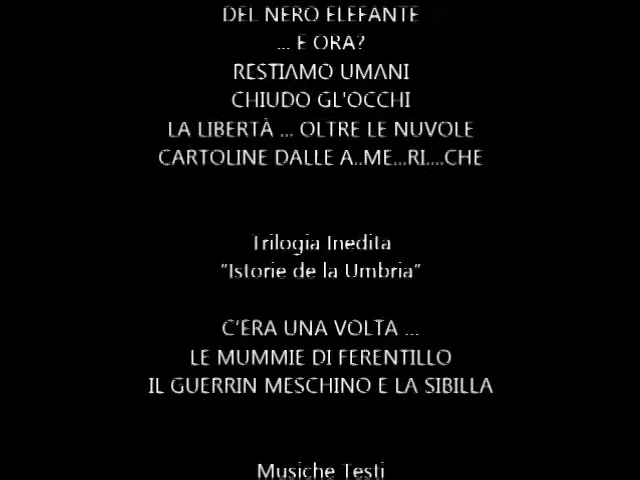 DEL NERO ELEFANTE
... E ORA?
RESTIAMO UMANI
CHIUDO GL'OCCHI
LA LIBERTÀ ... OLTRE LE NUVOLE
CARTOLINE DALLE A..ME...RI....CHE
Trilogia Inedita
"Istorie de la Umbria"
C'ERA UNA VOLTA ...
LE MUMMIE DI FERENTILLO
IL GUERRIN MESCHINO E LA SIBILLA
Musiche Testi